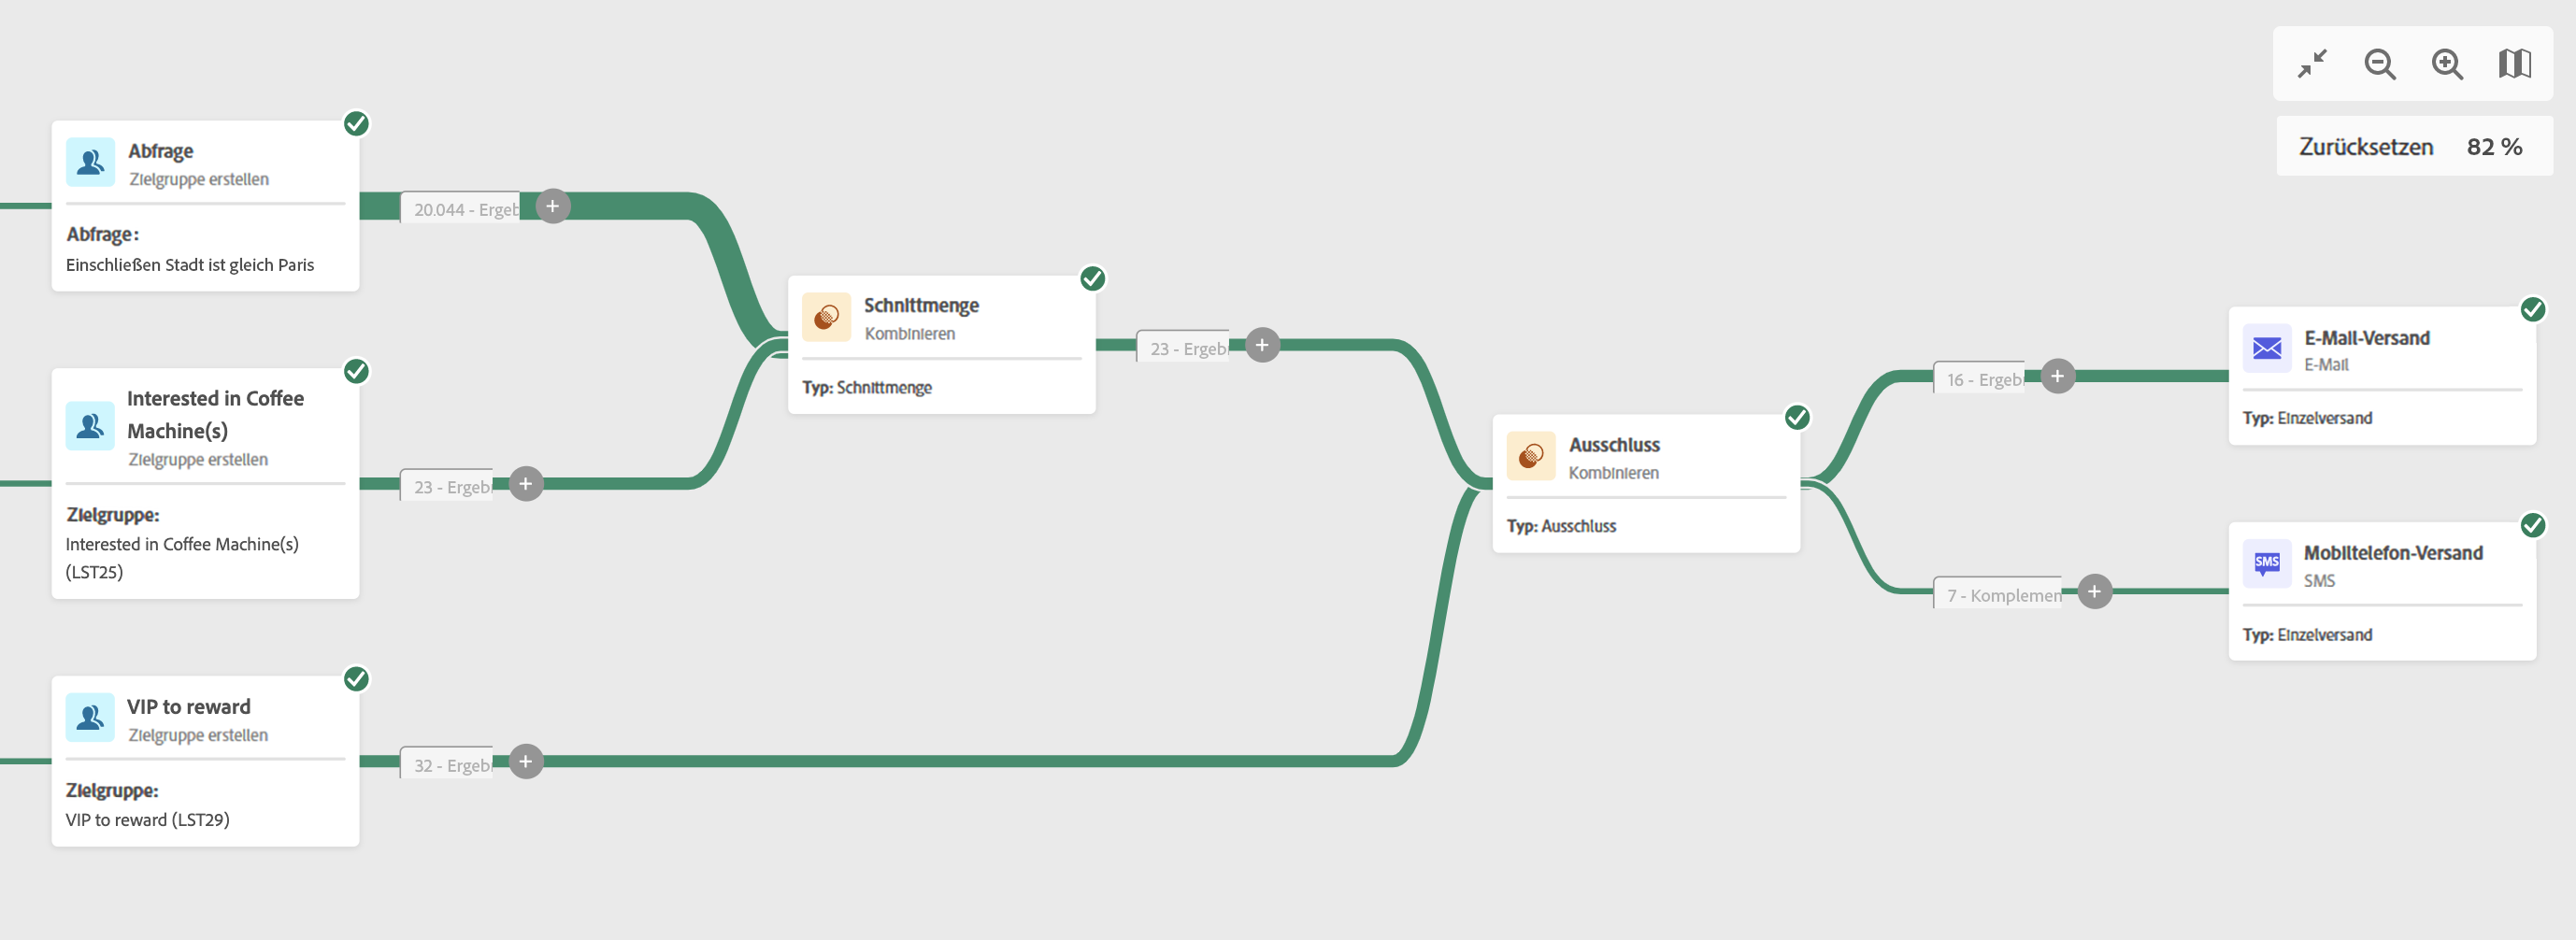 Zurücksetzen 82 %
Abfrage
Zielgruppe erstellen
Abfrage:
Einschließen Stadt ist gleich Paris
20.044 - Ergeb
Interested in Coffee
Machine(s)
Zielgruppe erstellen
Zielgruppe:
Interested in Coffee Machine(s)
(LST25)
23 - Ergeb
VIP to reward
Zielgruppe erstellen
Zielgruppe:
VIP to reward (LST29)
32 - Ergeb
Schnittmenge
Kombinieren
Typ: Schnittmenge
23 - Ergeb
Ausschluss
Kombinieren
Typ: Ausschluss
16 - Ergeb
7 - Komplemen
E-Mail-Versand
E-Mail
Typ: Einzelversand
SMS
Mobiltelefon-Versand
SMS
Typ: Einzelversand